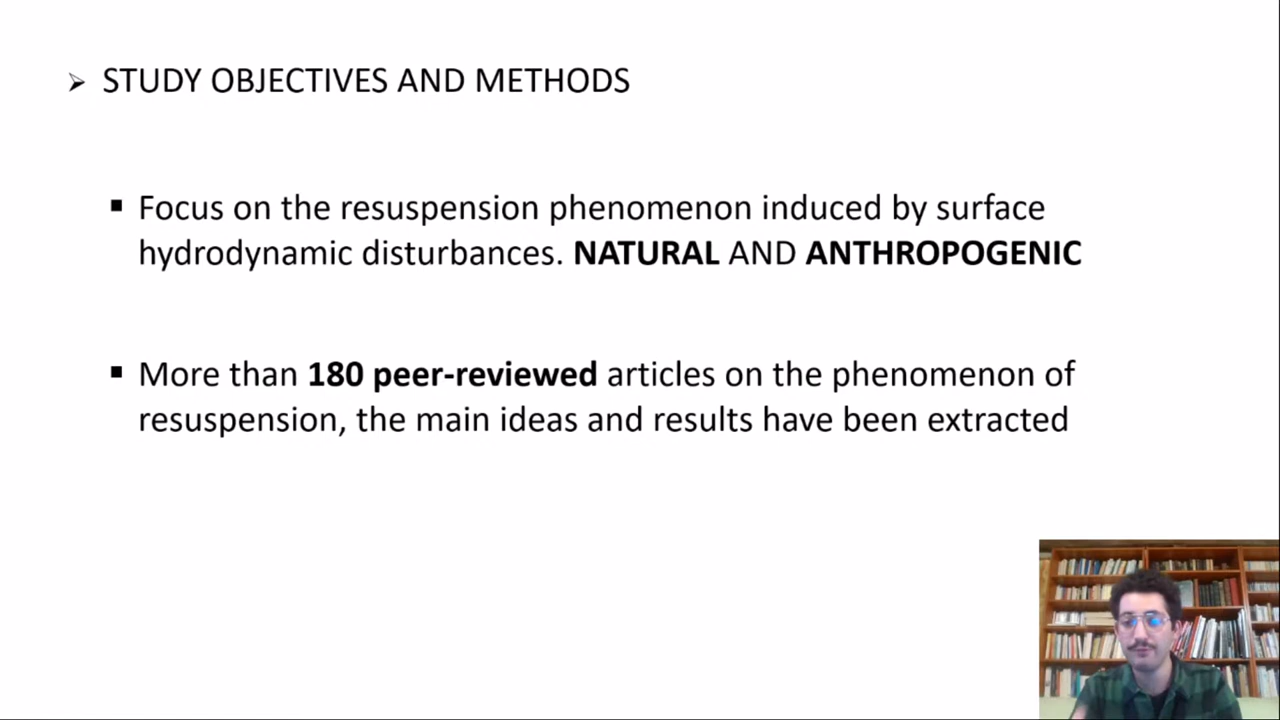 STUDY OBJECTIVES AND METHODS
Focus on the resuspension phenomenon induced by surface
hydrodynamic disturbances. NATURAL AND ANTHROPOGENIC
More than 180 peer-reviewed articles on the phenomenon of
resuspension, the main ideas and results have been extracted